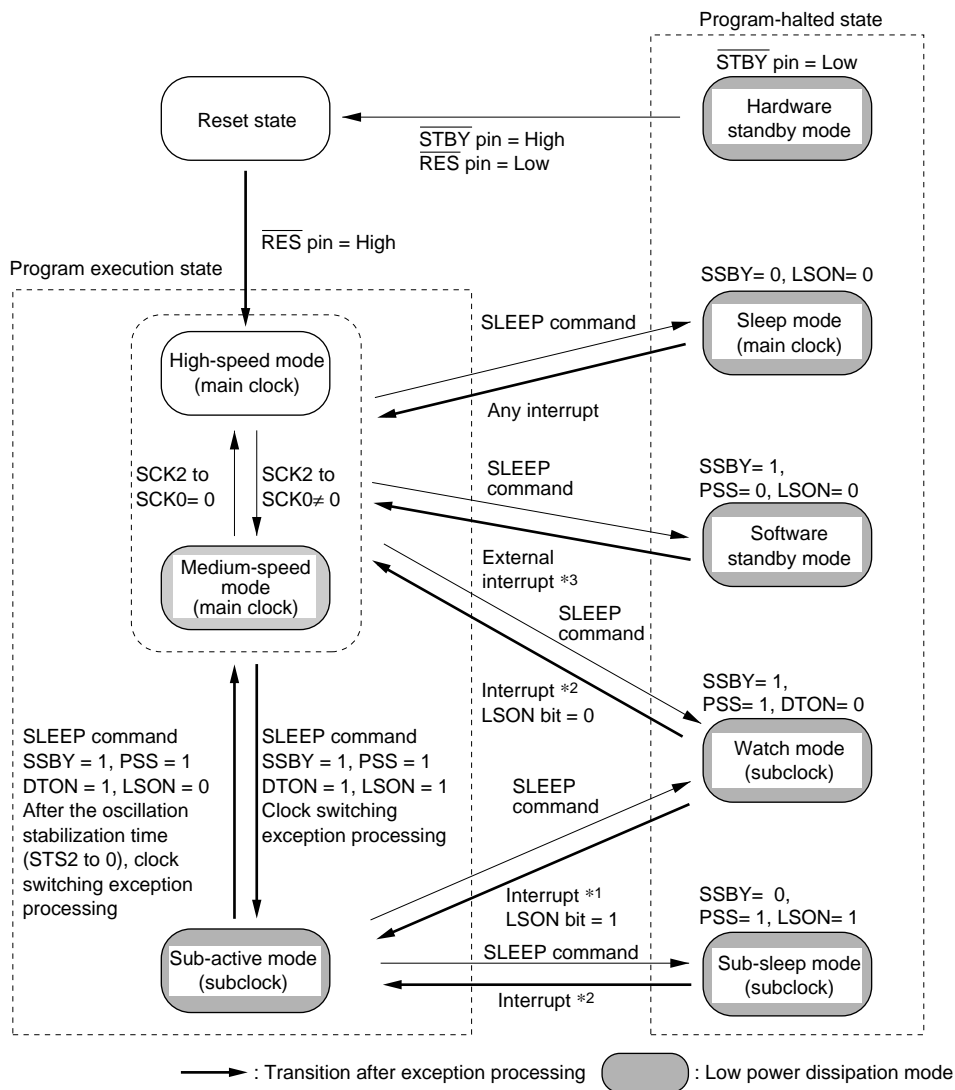 Program-halted state
STBY pin = Low
Hardware
standby mode
Reset state
STBY pin = High
RES pin = Low
RES pin = High
Program execution state
SSBY= 0, LSON= 0
Sleep mode
(main clock)
SLEEP command
Any interrupt
High-speed mode
(main clock)
SCK2 to
SCK0= 0
SCK2 to
SCK0≠ 0
SLEEP
command
SSBY= 1,
PSS= 0, LSON= 0
Software
standby mode
External
interrupt *3
Medium-speed
mode
(main clock)
SLEEP
command
Interrupt *2
LSON bit = 0
SSBY= 1,
PSS= 1, DTON= 0
Watch mode
(subclock)
SLEEP command
SSBY = 1, PSS = 1
DTON = 1, LSON = 0
After the oscillation
stabilization time
(STS2 to 0), clock
switching exception
processing
SLEEP command
SSBY = 1, PSS = 1
DTON = 1, LSON = 1
Clock switching
exception processing
SLEEP
command
Interrupt *1
LSON bit = 1
SSBY= 0,
PSS= 1, LSON= 1
Sub-active mode
(subclock)
SLEEP command
Interrupt *2
Sub-sleep mode
(subclock)
: Transition after exception processing
: Low power dissipation mode